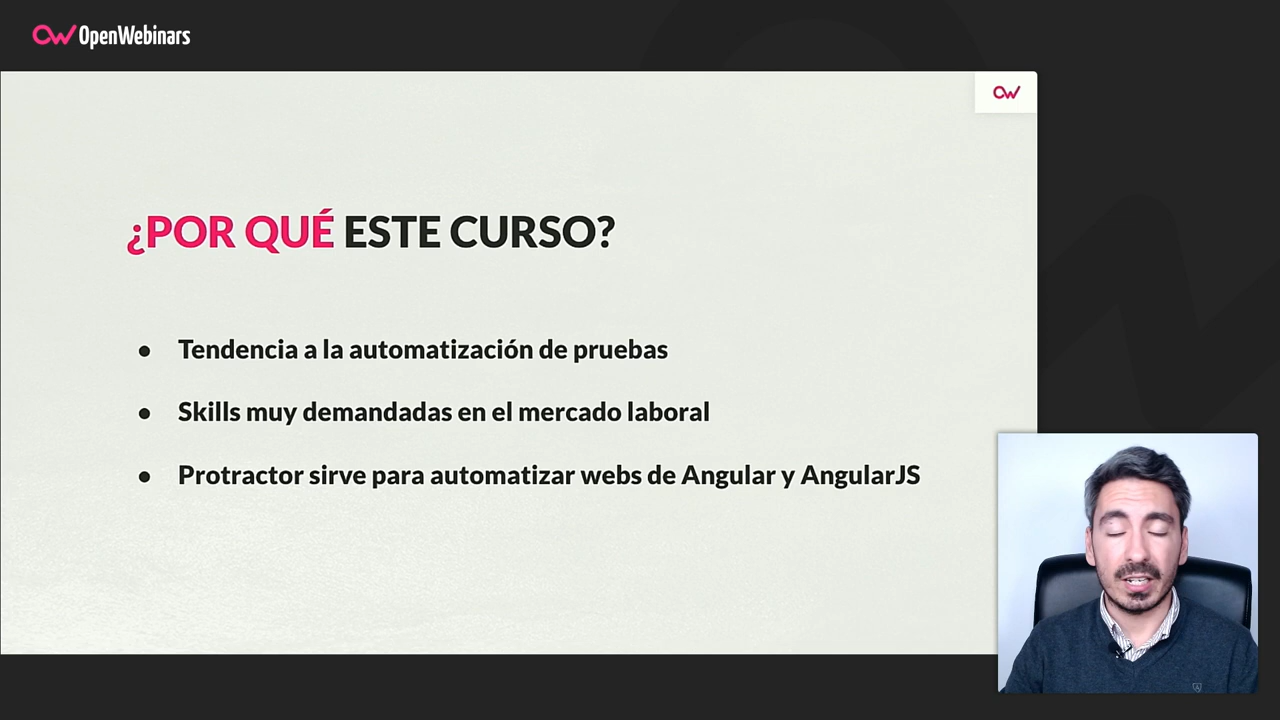 OpenWebinars
¿POR QUÉ ESTE CURSO?
● Tendencia a la automatización de pruebas
● Skills muy demandadas en el mercado laboral
● Protractor sirve para automatizar webs de Angular y AngularJS